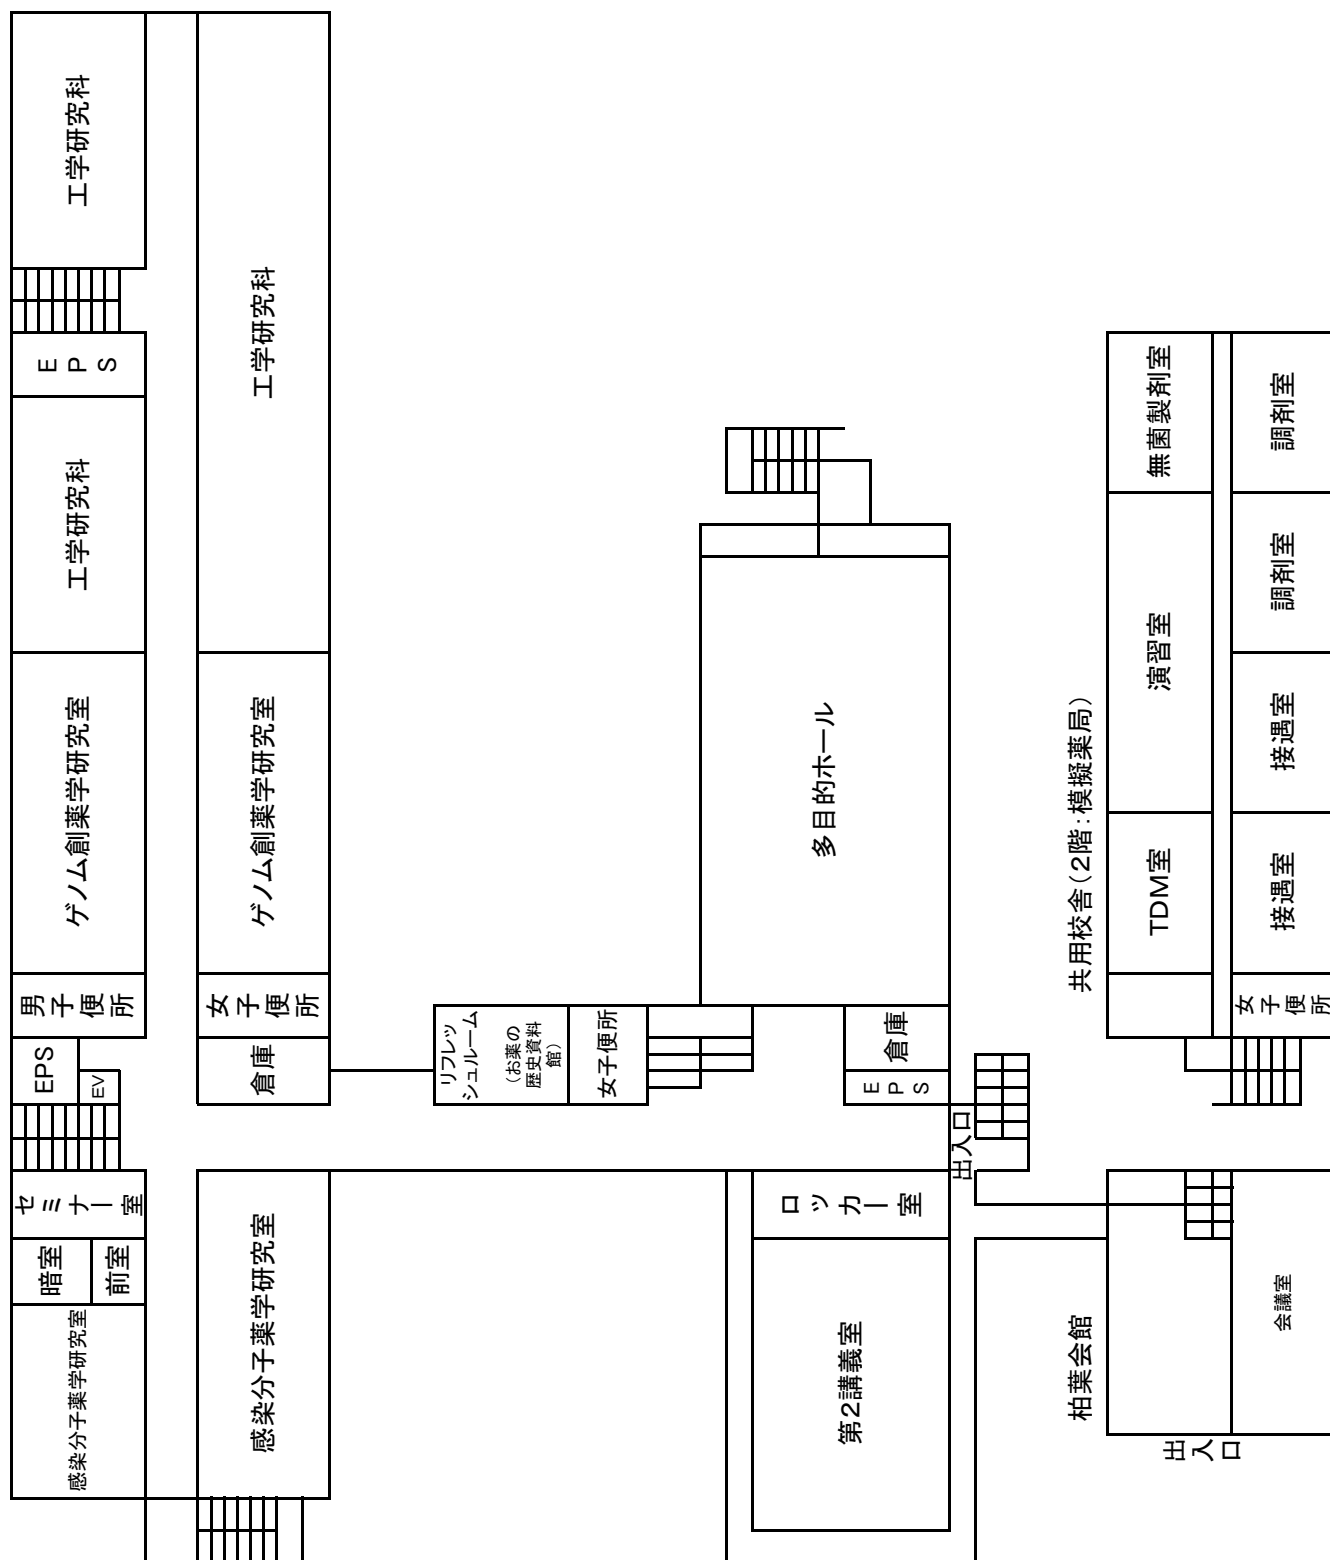 工学研究科
EPS
工学研究科
ゲノム創薬学研究室
男子便所
EPS
EV
セミナー室
暗室
前室
感染分子薬学研究室
工学研究科
ゲノム創薬学研究室
女子便所
倉庫
感染分子薬学研究室
リフレッ
シュルーム
（お薬の
歴史資料
館）
女子便所
多目的ホール
倉庫
EPS
出入口
ロッカー室
第2講義室
共用校舎（2階：模擬薬局）
無菌製剤室
演習室
TDM室
調剤室
調剤室
接遇室
接遇室
女子便所
柏葉会館
会議室
出入口